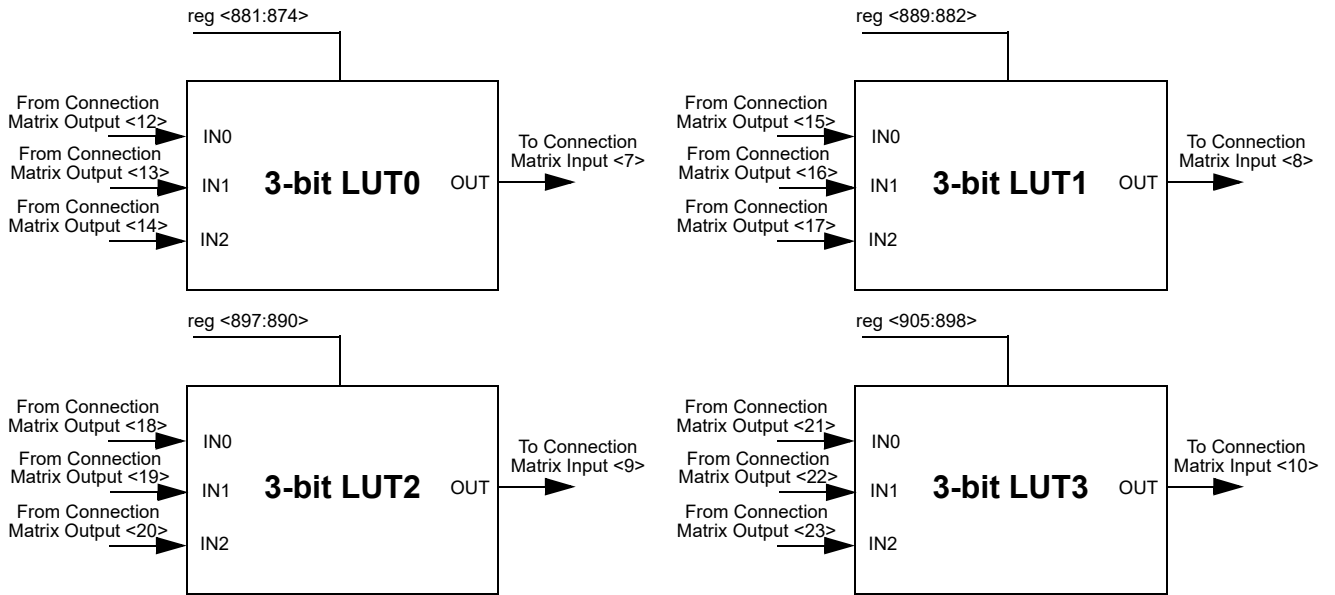 reg <881:874>
From Connection
Matrix Output <12>
From Connection
Matrix Output <13>
From Connection
Matrix Output <14>
IN0
IN1
IN2
3-bit LUT0
OUT
To Connection
Matrix Input <7>
reg <889:882>
From Connection
Matrix Output <15>
From Connection
Matrix Output <16>
From Connection
Matrix Output <17>
IN0
IN1
IN2
3-bit LUT1
OUT
To Connection
Matrix Input <8>
reg <897:890>
From Connection
Matrix Output <18>
From Connection
Matrix Output <19>
From Connection
Matrix Output <20>
IN0
IN1
IN2
3-bit LUT2
OUT
To Connection
Matrix Input <9>
reg <905:898>
From Connection
Matrix Output <21>
From Connection
Matrix Output <22>
From Connection
Matrix Output <23>
IN0
IN1
IN2
3-bit LUT3
OUT
To Connection
Matrix Input <10>